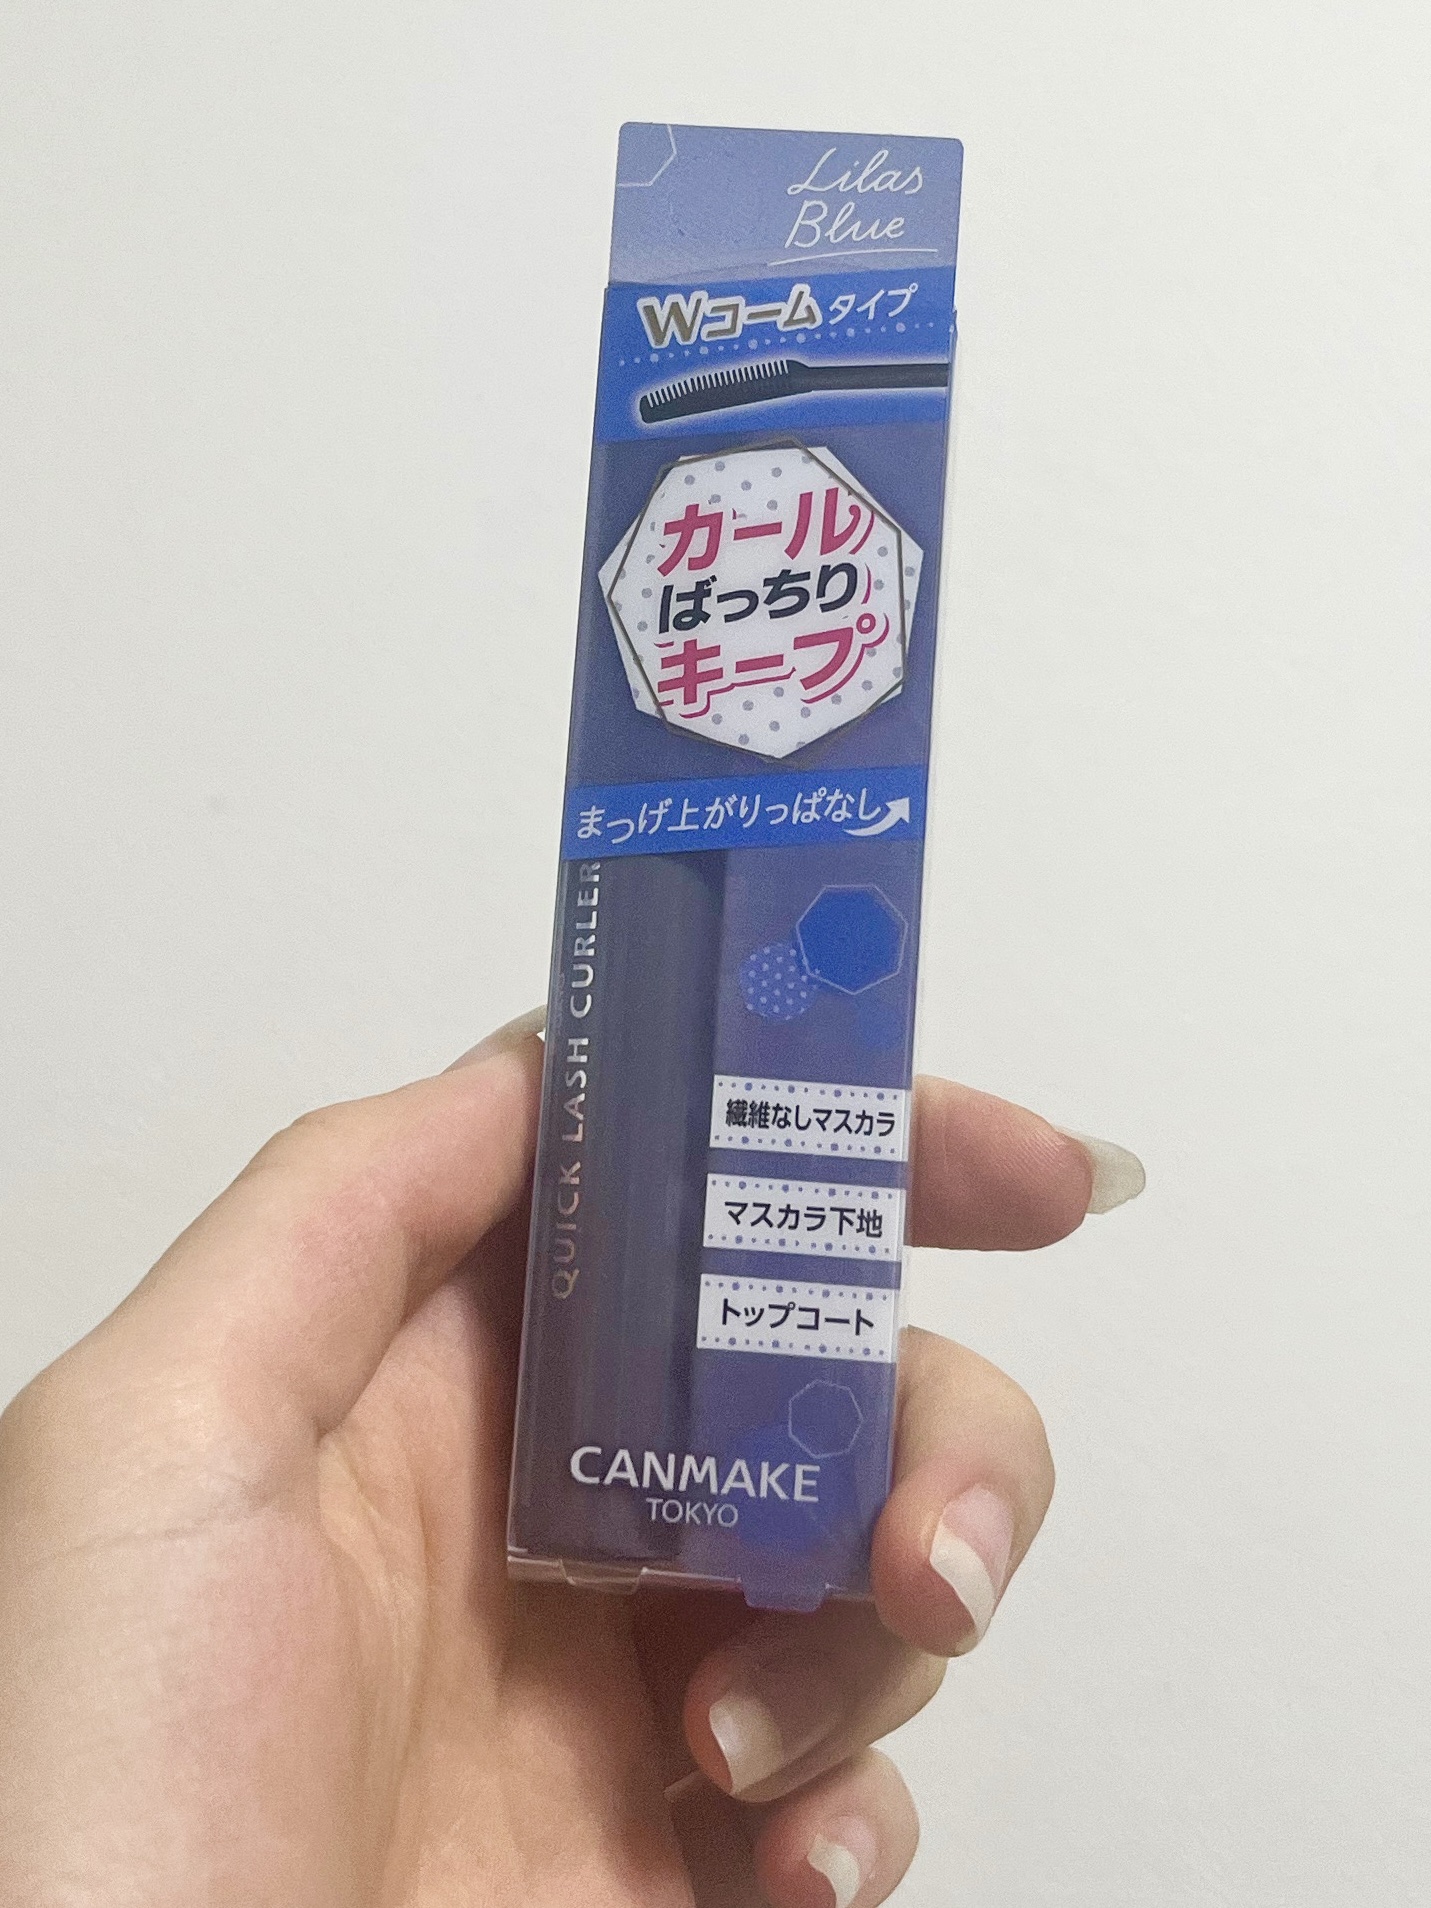 Lilas
Blue
Wコームタイプ
カール
ばっちり
キープ
まつげ上がりっぱなし
QUICK LASH CURLER
繊維なしマスカラ
マスカラ下地
トップコート
CANMAKE
TOKYO